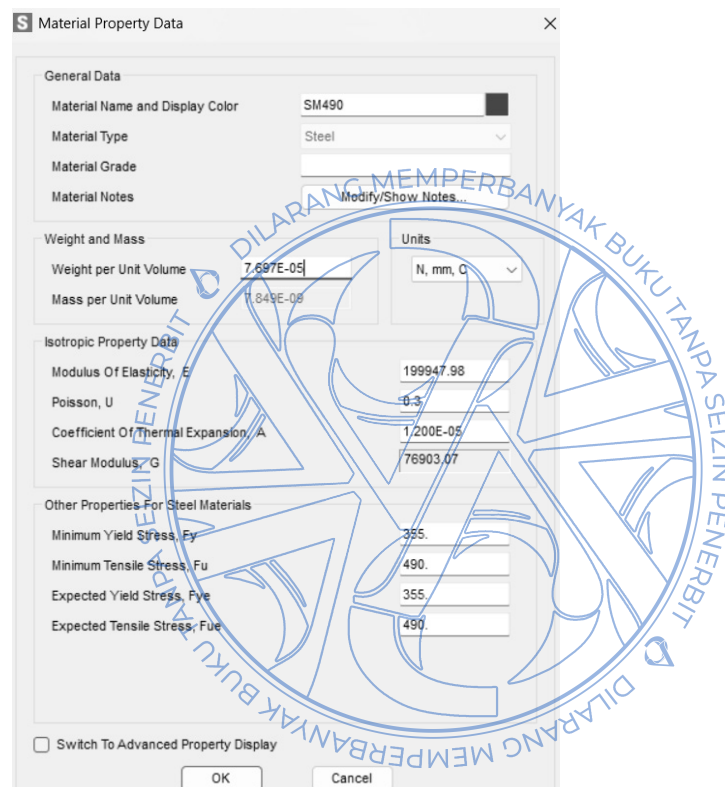 S Material Property Data
General Data
Material Name and Display Color SM490
Material Type Steel
Material Grade
Material Notes Modify/Show Notes...
Weight and Mass
Weight per Unit Volume 7.697E-05
Mass per Unit Volume 7.849E-09
Units
N, mm, C
Isotropic Property Data
Modulus Of Elasticity, E 199947.98
Poisson, U 0.3
Coefficient Of Thermal Expansion, A 1.200E-05
Shear Modulus, G 76903.07
Other Properties For Steel Materials
Minimum Yield Stress, Fy 355.
Minimum Tensile Stress, Fu 490.
Expected Yield Stress, Fye 355.
Expected Tensile Stress, Fue 490.
Switch To Advanced Property Display
OK Cancel
DILARANG MEMPERBANYAK BUKU TANPA SEIZIN PENERBIT
DILARANG MEMPERBANYAK BUKU TANPA SEIZIN PENERBIT